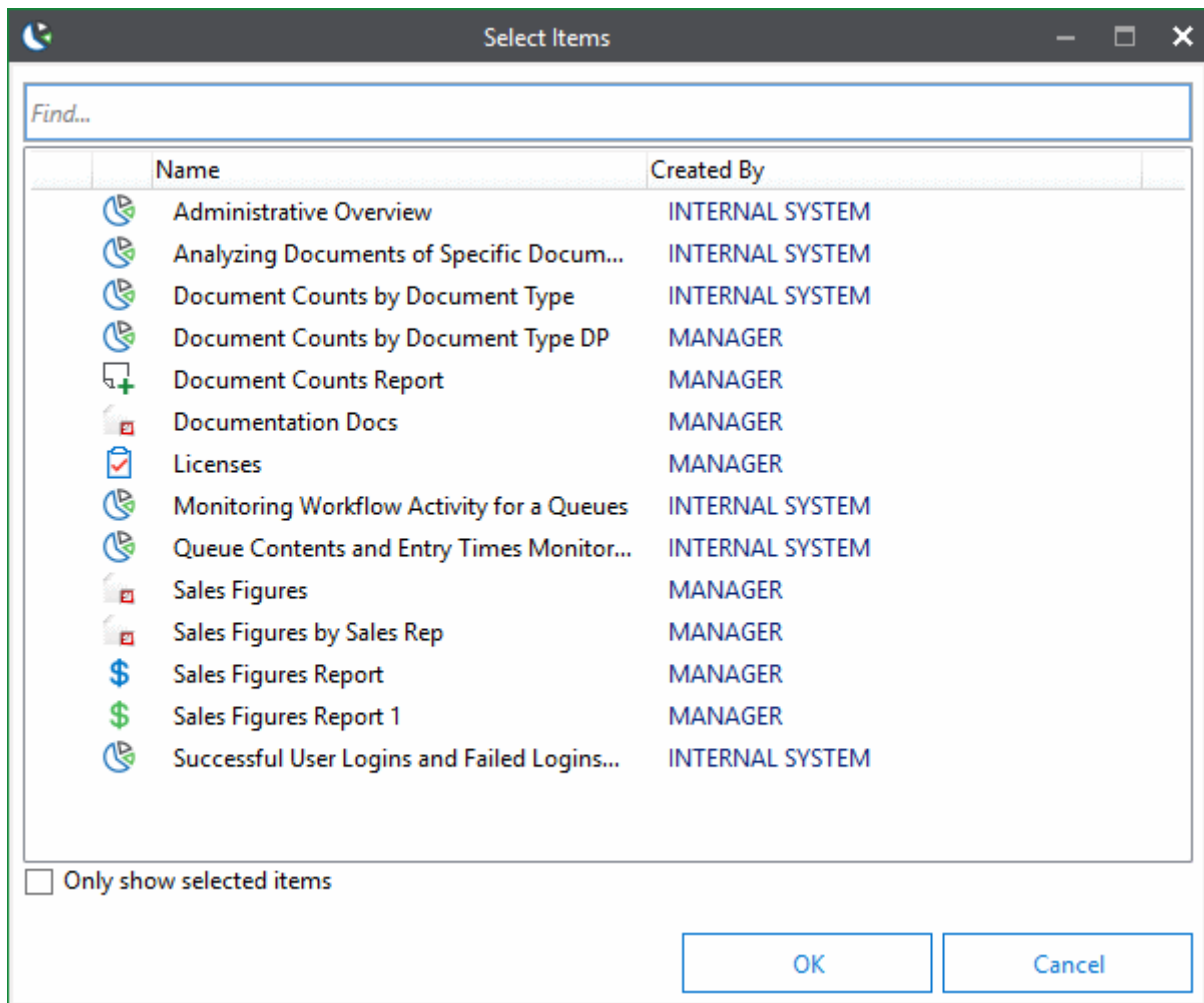 Select Items
Find...
Name Created By
Administrative Overview INTERNAL SYSTEM
Analyzing Documents of Specific Docum... INTERNAL SYSTEM
Document Counts by Document Type INTERNAL SYSTEM
Document Counts by Document Type DP MANAGER
Document Counts Report MANAGER
Documentation Docs MANAGER
Licenses MANAGER
Monitoring Workflow Activity for a Queues INTERNAL SYSTEM
Queue Contents and Entry Times Monitor... INTERNAL SYSTEM
Sales Figures MANAGER
Sales Figures by Sales Rep MANAGER
$ Sales Figures Report MANAGER
$ Sales Figures Report 1 MANAGER
Successful User Logins and Failed Logins... INTERNAL SYSTEM
Only show selected items
OK Cancel